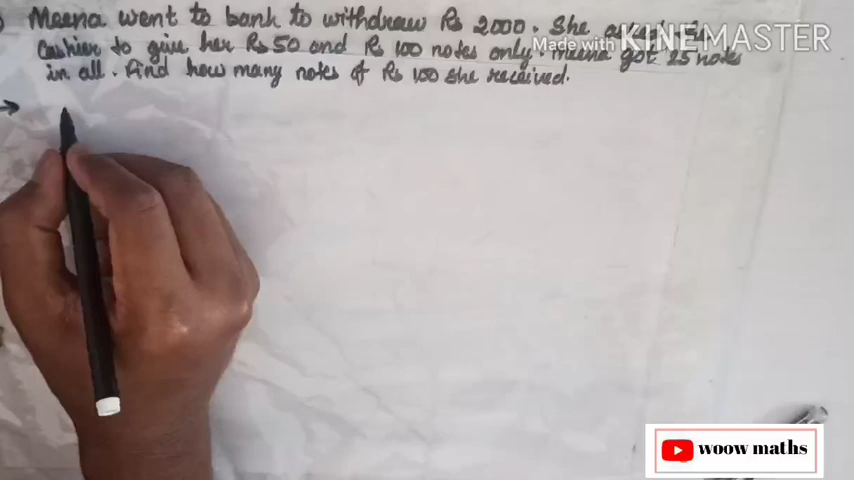 Meena went to bank to withdraw Rs 2000. She
Cashier to give her Rs 50 and Rs 100 notes only. Meena got 25 notes
in all. Find how many notes of Rs 100 she received.
Made with KINEMASTER
woow maths